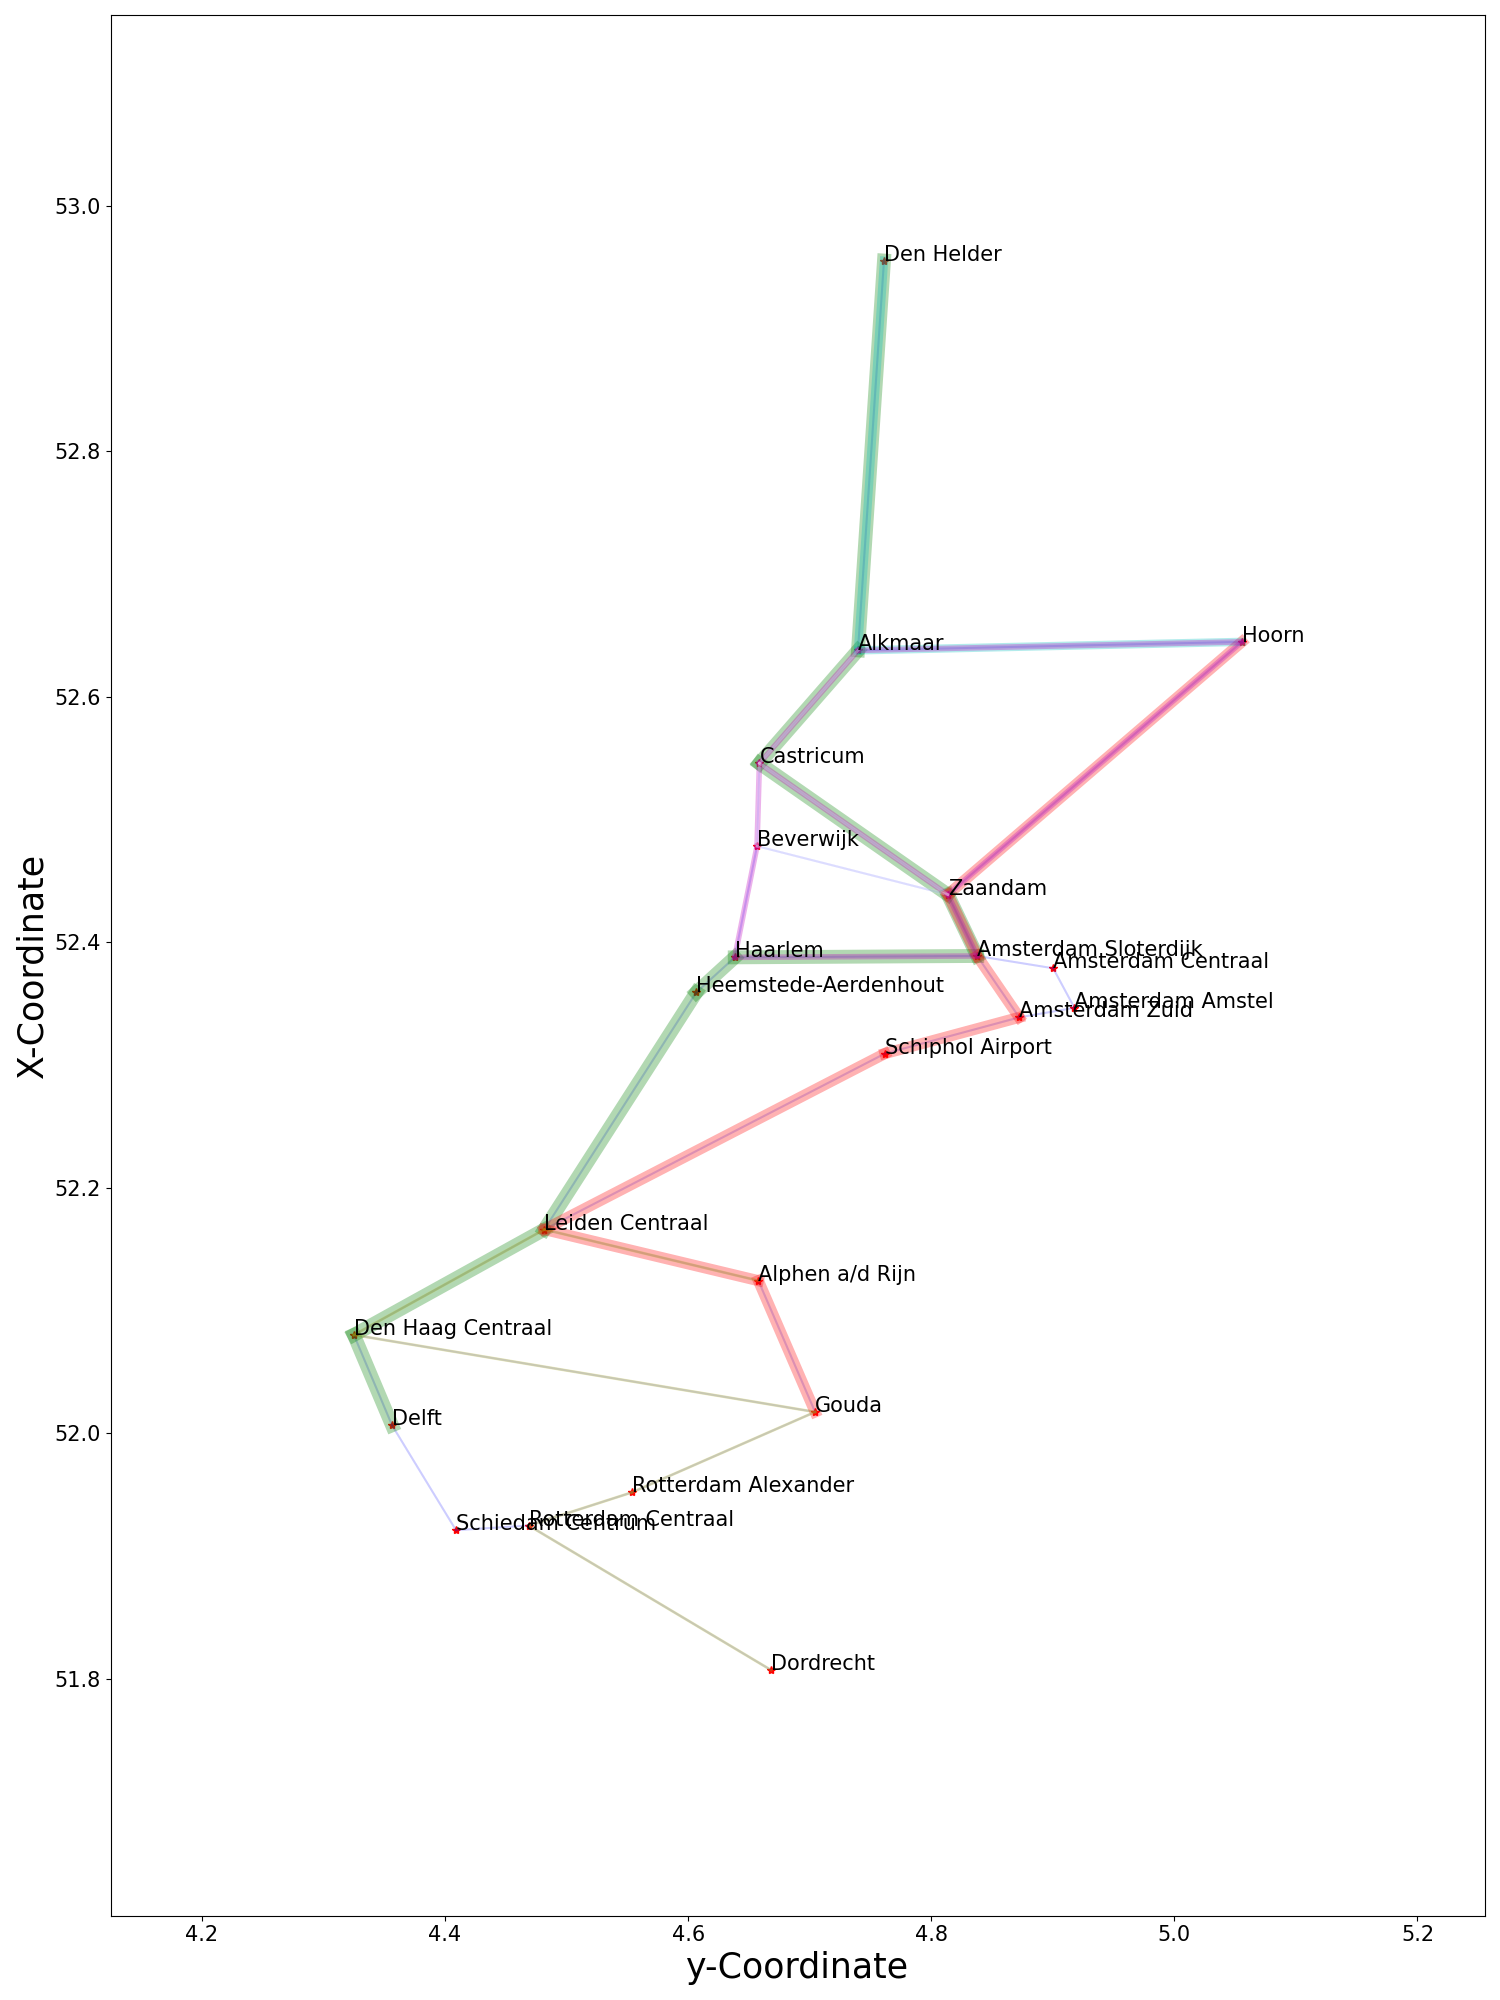 53.0
Den Helder
52.8
Alkmaar
Hoorn
52.6
Castricum
Beverwijk
Zaandam
52.4
Haarlem
Amsterdam Sloterdijk
Amsterdam Centraal
Heemstede-Aerdenhout
Amsterdam Amstel
Amsterdam Zuid
Schiphol Airport
X-Coordinate
52.2
Leiden Centraal
Alphen a/d Rijn
Den Haag Centraal
Gouda
Delft
52.0
Rotterdam Alexander
Rotterdam Centraal
Schiedam Centrum
Dordrecht
51.8
4.2 4.4 4.6 4.8 5.0 5.2
y-Coordinate